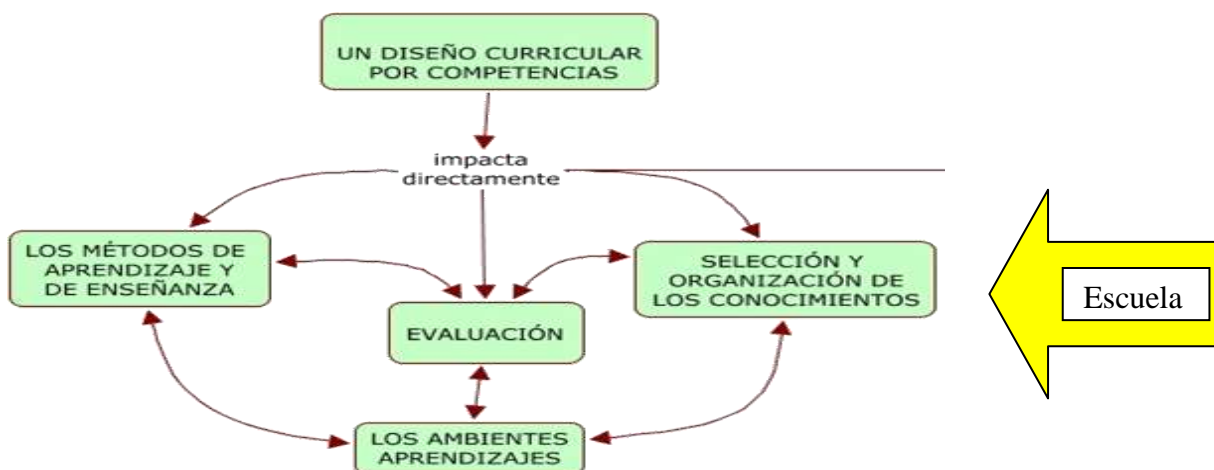 UN DISEÑO CURRICULAR
POR COMPETENCIAS
impacta
directamente
LOS MÉTODOS DE
APRENDIZAJE Y
DE ENSEÑANZA
SELECCIÓN Y
ORGANIZACIÓN DE
LOS CONOCIMIENTOS
Escuela
EVALUACIÓN
LOS AMBIENTES
APRENDIZAJES